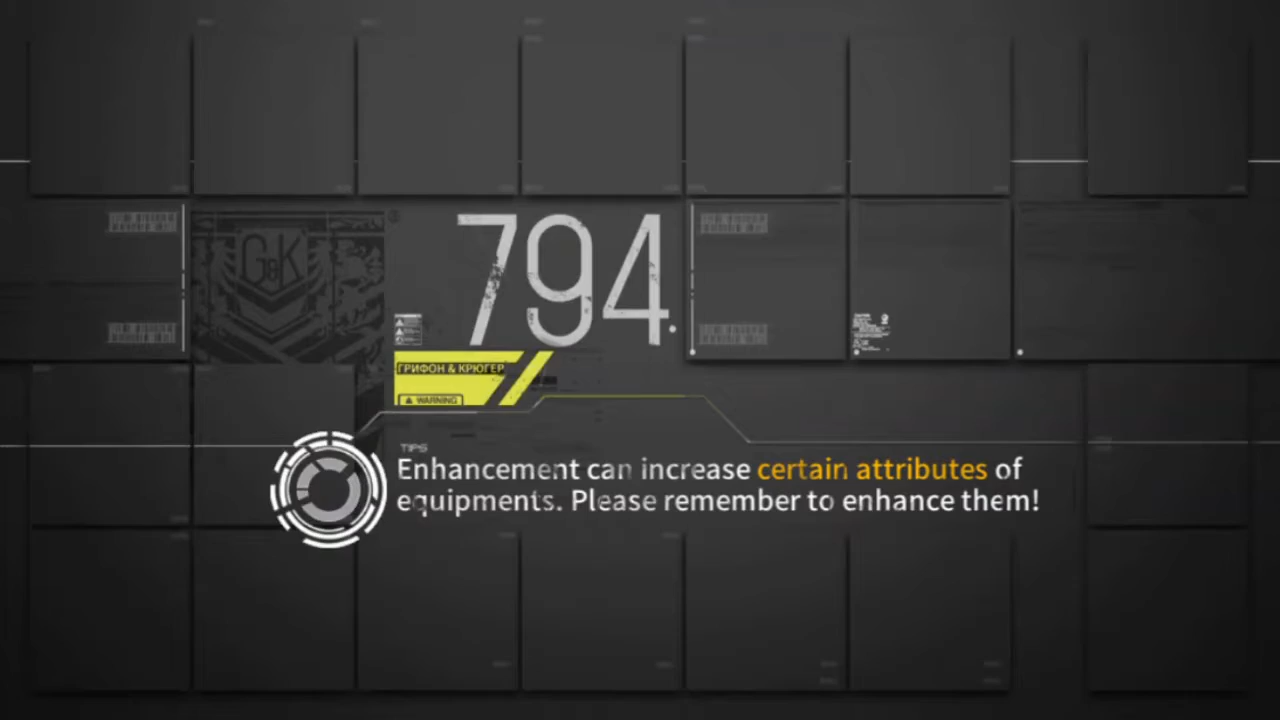 G&K
794.
ГРИФОН & КРЮГЕР
WARNING
TIPS
Enhancement can increase certain attributes of
equipments. Please remember to enhance them!